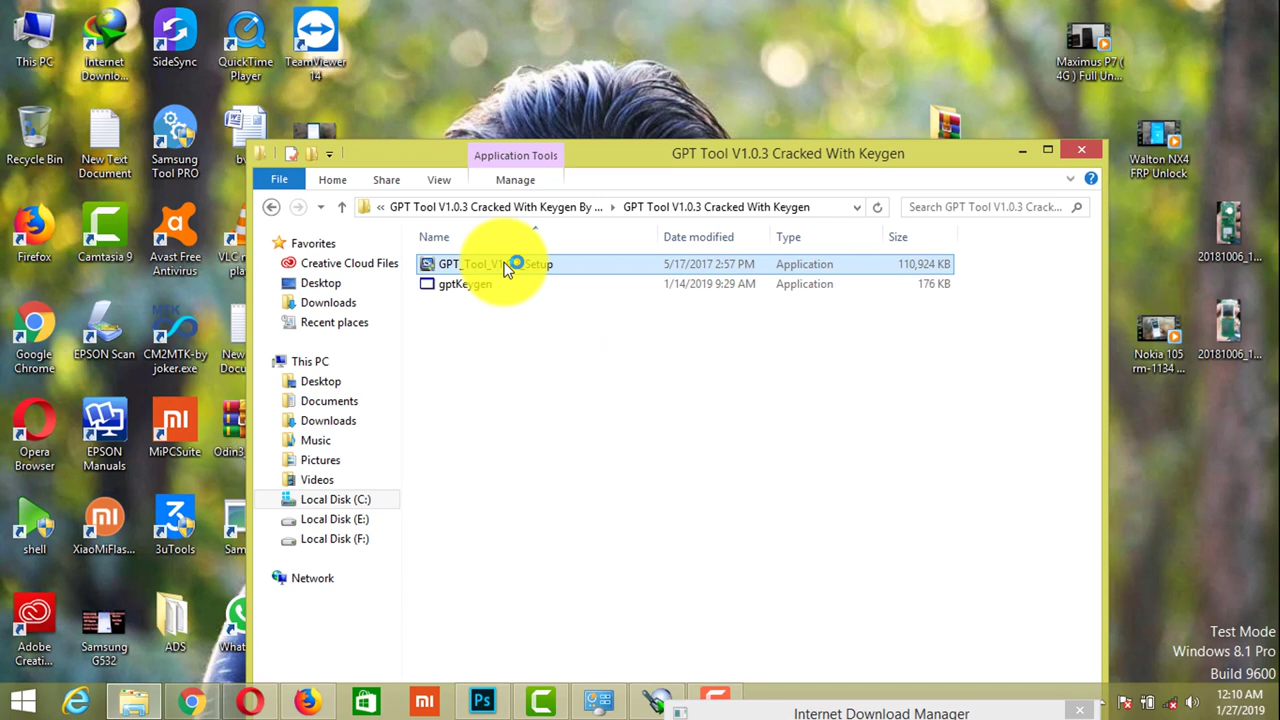 This PC
Internet
Downlo...
SideSync
QuickTime
Player
TeamViewer
14
Maximus P7 (
4G ) Full Un...
Recycle Bin
New Text
Document
Samsung
Tool PRO
by
Walton NX4
FRP Unlock
Firefox
Camtasia 9
Avast Free
Antivirus
VLC
20181006_1...
Google
Chrome
EPSON Scan
CM2MTK-by
joker.exe
New
Docu
Nokia 105
rm-1134 ...
20181006_1...
Opera
Browser
EPSON
Manuals
MiPCSuite
Odin3
shell
XiaoMiFlas...
3uTools
Sam
Adobe
Creati...
Samsung
G532
ADS
What
Application Tools
GPT Tool V1.0.3 Cracked With Keygen
File
Home
Share
View
Manage
« GPT Tool V1.0.3 Cracked With Keygen By ...
GPT Tool V1.0.3 Cracked With Keygen
Search GPT Tool V1.0.3 Crack...
Name
Date modified
Type
Size
Setup
5/17/2017 2:57 PM
Application
110,924 KB
gptKeygen
1/14/2019 9:29 AM
Application
176 KB
Favorites
Creative Cloud Files
Desktop
Downloads
Recent places
This PC
Desktop
Documents
Downloads
Music
Pictures
Videos
Local Disk (C:)
Local Disk (E:)
Local Disk (F:)
Network
Test Mode
Windows 8.1 Pro
Build 9600
Ps
Internet Download Manager
12:10 AM
1/27/2019